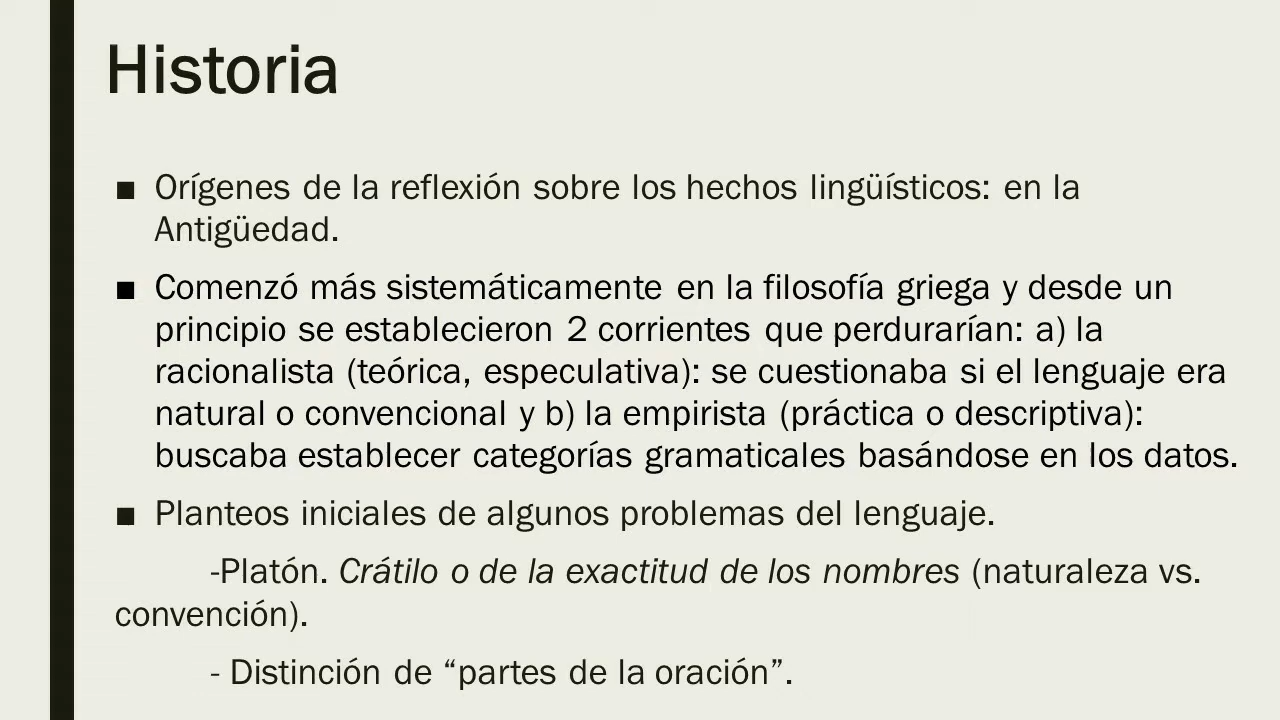 Historia
■ Orígenes de la reflexión sobre los hechos lingüísticos: en la
Antigüedad.
■ Comenzó más sistemáticamente en la filosofía griega y desde un
principio se establecieron 2 corrientes que perdurarían: a) la
racionalista (teórica, especulativa): se cuestionaba si el lenguaje era
natural o convencional y b) la empirista (práctica o descriptiva):
buscaba establecer categorías gramaticales basándose en los datos.
■ Planteos iniciales de algunos problemas del lenguaje.
-Platón. Crátilo o de la exactitud de los nombres (naturaleza vs.
convención).
- Distinción de “partes de la oración”.